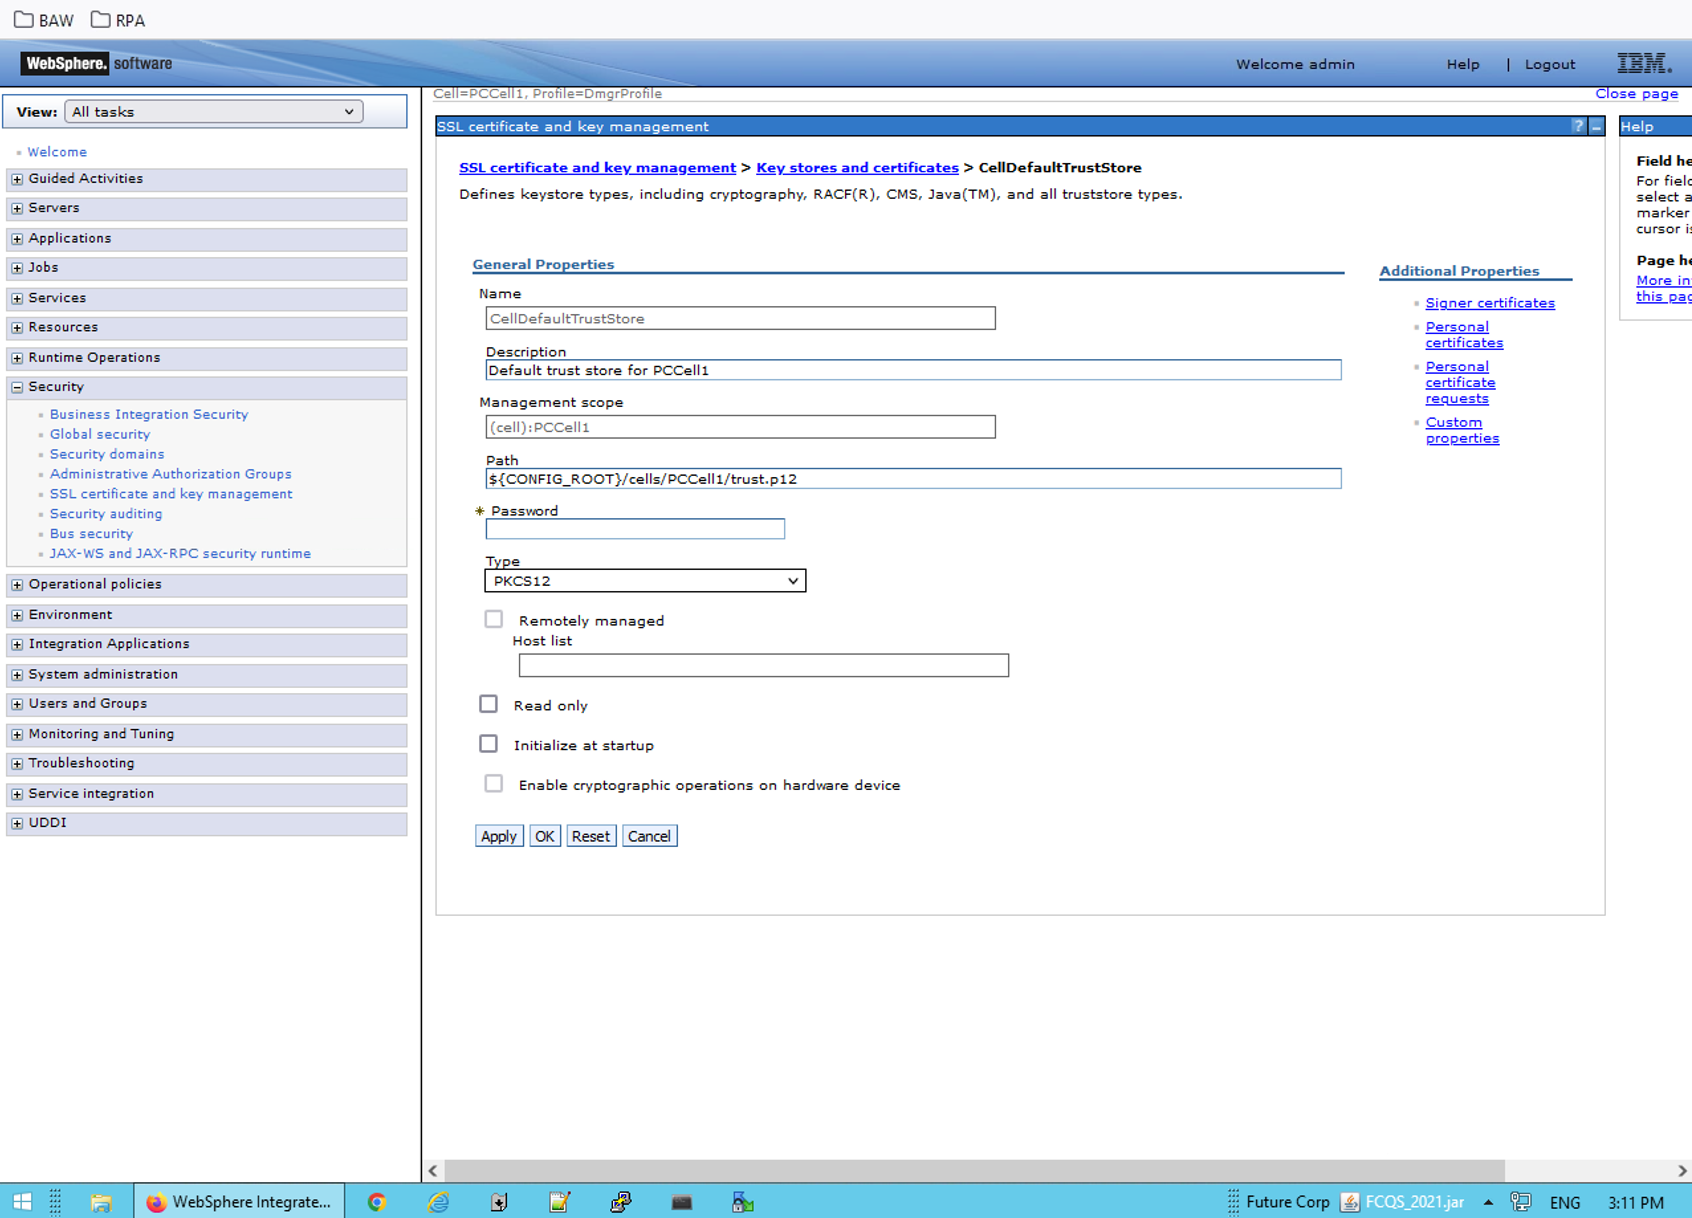 BAW RPA
WebSphere. software
Welcome admin Help | Logout IBM.
Cell=PCCell1, Profile=DmgrProfile
Close page
View: All tasks
Welcome
Guided Activities
Servers
Applications
Jobs
Services
Resources
Runtime Operations
Security
Business Integration Security
Global security
Security domains
Administrative Authorization Groups
SSL certificate and key management
Security auditing
Bus security
JAX-WS and JAX-RPC security runtime
Operational policies
Environment
Integration Applications
System administration
Users and Groups
Monitoring and Tuning
Troubleshooting
Service integration
UDDI
SSL certificate and key management ? _
SSL certificate and key management > Key stores and certificates > CellDefaultTrustStore
Defines keystore types, including cryptography, RACF(R), CMS, Java(TM), and all truststore types.
General Properties
Name
CellDefaultTrustStore
Description
Default trust store for PCCell1
Management scope
(cell):PCCell1
Path
${CONFIG_ROOT}/cells/PCCell1/trust.p12
* Password
Type
PKCS12
Remotely managed
Host list
Read only
Initialize at startup
Enable cryptographic operations on hardware device
Apply OK Reset Cancel
Additional Properties
Signer certificates
Personal
certificates
Personal
certificate
requests
Custom
properties
Help
Field he
For field
select a
marker
cursor is
Page he
More in
this pag
WebSphere Integrate...
Future Corp FCQS_2021.jar ENG 3:11 PM